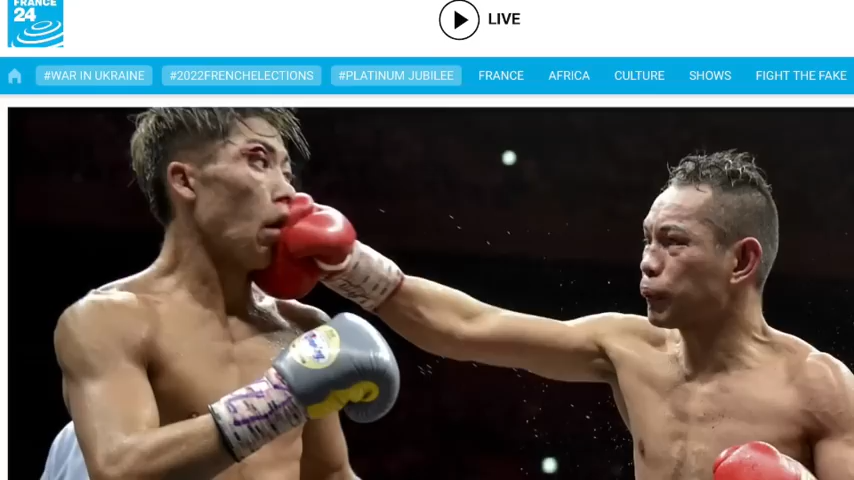 FRANCE
24
LIVE
#WAR IN UKRAINE #2022FRENCHELECTIONS #PLATINUM JUBILEE FRANCE AFRICA CULTURE SHOWS FIGHT THE FAKE